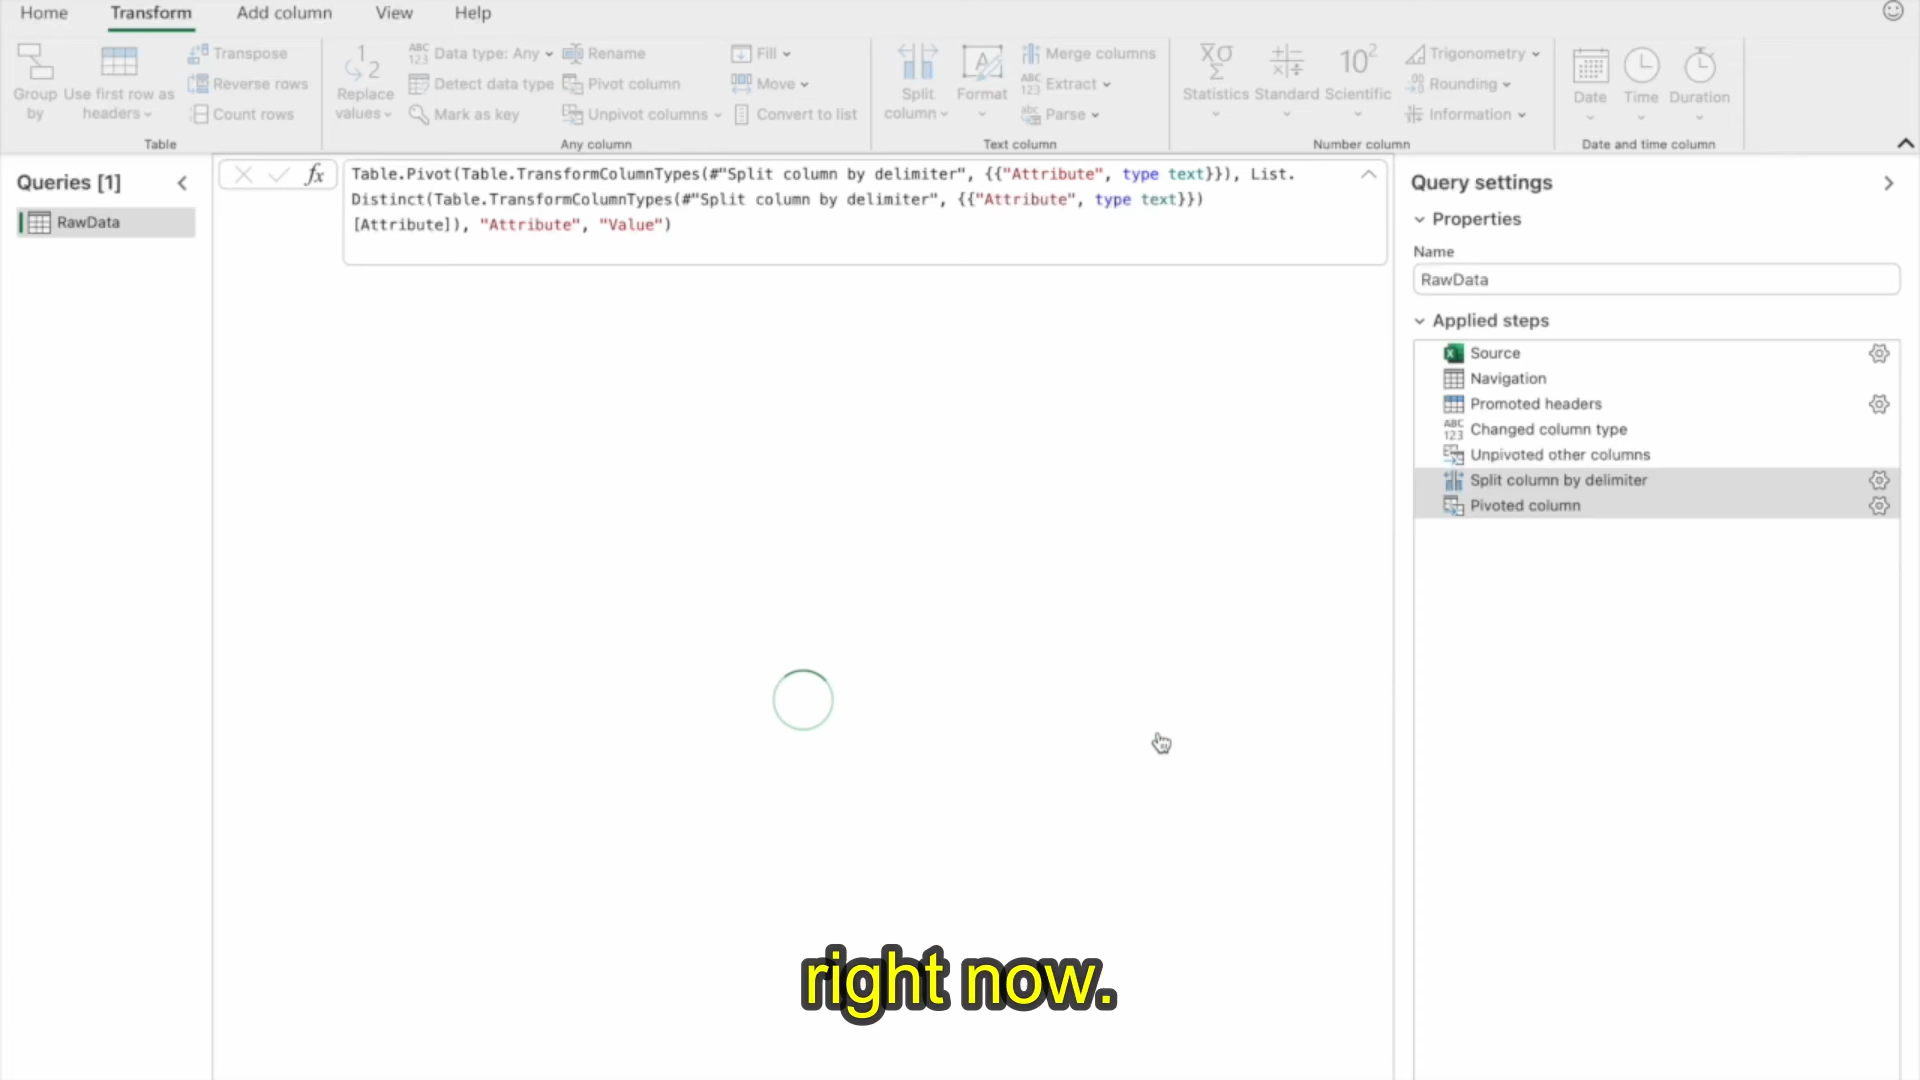 Home Transform Add column View Help
Group by
Use first row as headers
Transpose
Reverse rows
Count rows
Table
Replace values
Data type: Any
Detect data type
Mark as key
Rename
Pivot column
Unpivot columns
Fill
Move
Convert to list
Any column
Split column
Format
Merge columns
Extract
Parse
Text column
Statistics
Standard
Scientific
Trigonometry
Rounding
Information
Number column
Date
Time
Duration
Date and time column
Queries [1]
RawData
fx
Table.Pivot(Table.TransformColumnTypes(#"Split column by delimiter", {{"Attribute", type text}}), List.
Distinct(Table.TransformColumnTypes(#"Split column by delimiter", {{"Attribute", type text}})
[Attribute]), "Attribute", "Value")
Query settings
Properties
Name
RawData
Applied steps
Source
Navigation
Promoted headers
Changed column type
Unpivoted other columns
Split column by delimiter
Pivoted column
right now.